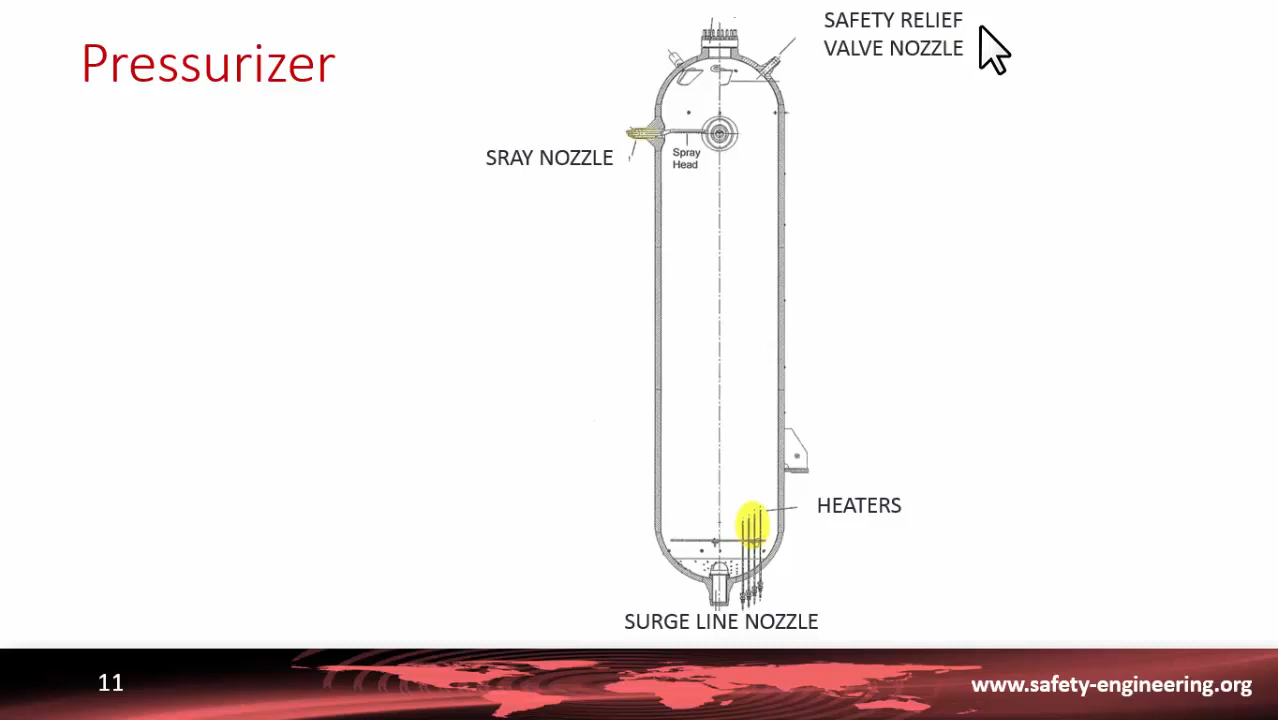 Pressurizer
SAFETY RELIEF
VALVE NOZZLE
SRAY NOZZLE
Spray
Head
HEATERS
SURGE LINE NOZZLE
11
www.safety-engineering.org